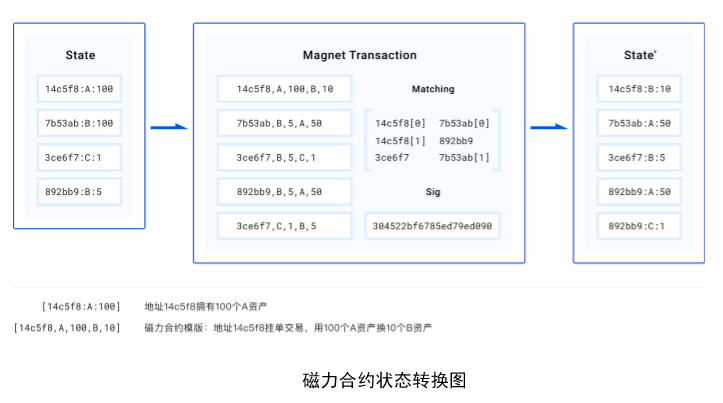 State
14c5f8:A:100
7b53ab:B:100
3ce6f7:C:1
892bb9:B:5
Magnet Transaction
14c5f8,A,100,B,10
7b53ab,B,5,A,50
3ce6f7,B,5,C,1
892bb9,B,5,A,50
3ce6f7,C,1,B,5
Matching
14c5f8[0] 7b53ab[0]
14c5f8[1] 892bb9
3ce6f7 7b53ab[1]
Sig
304522bf6785ed79ed090
State’
14c5f8:B:10
7b53ab:A:50
3ce6f7:B:5
892bb9:A:50
892bb9:C:1
[14c5f8:A:100] 地址14c5f8拥有100个A资产
[14c5f8,A,100,B,10] 磁力合约模版：地址14c5f8挂单交易，用100个A资产换10个B资产
磁力合约状态转换图